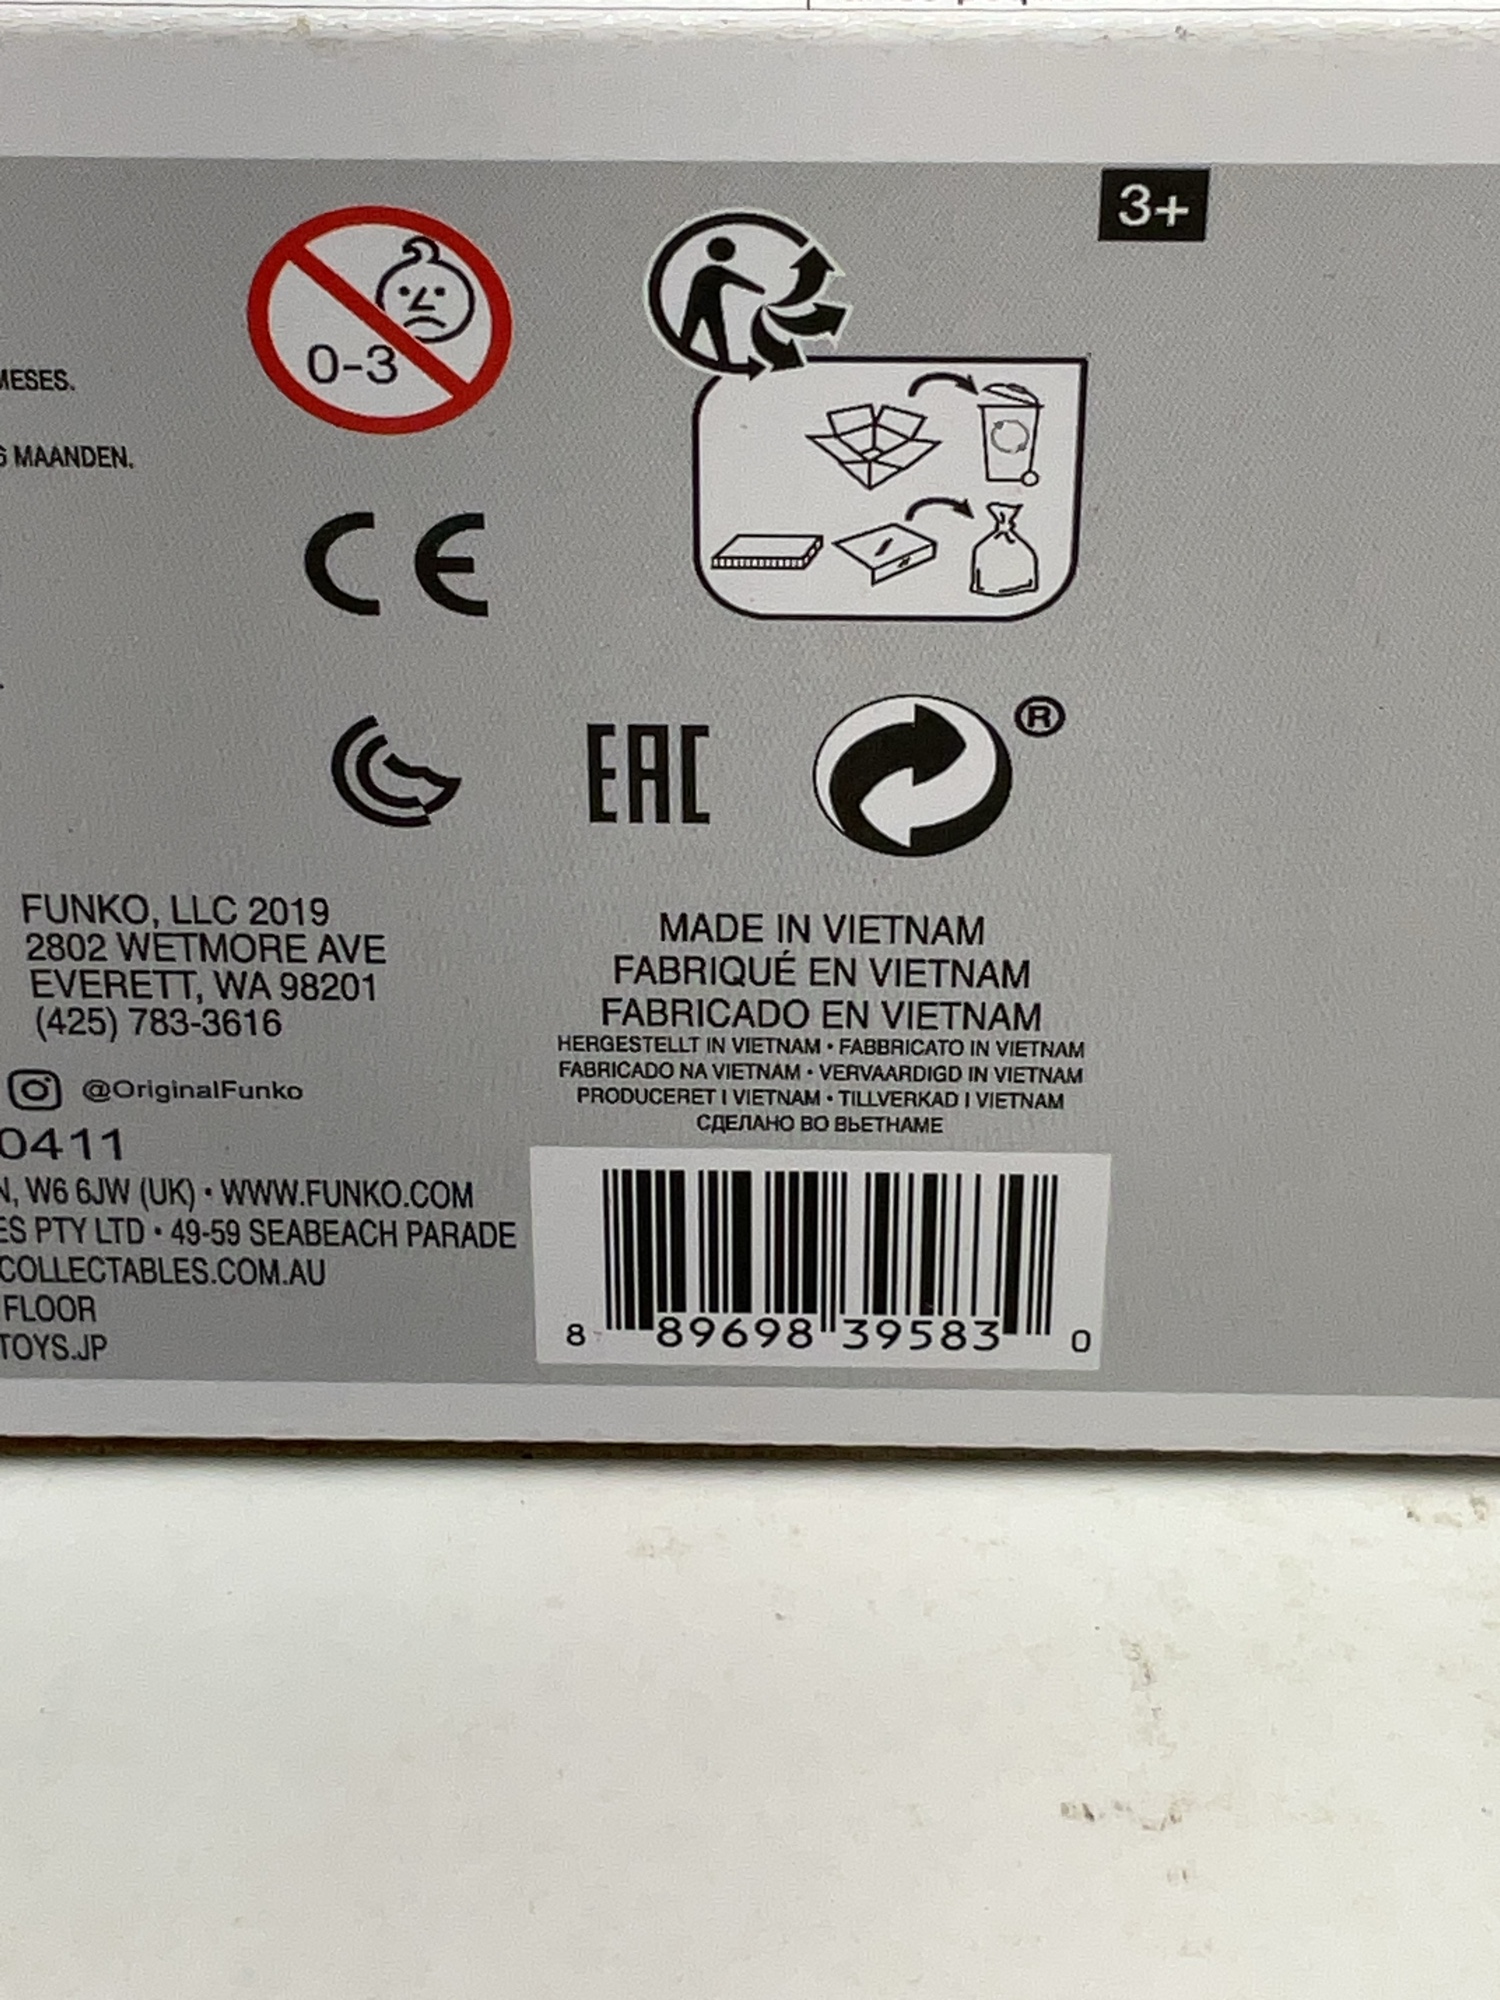 3+
0-3
MESES.
MAANDEN.
CE
EAC
®
FUNKO, LLC 2019
2802 WETMORE AVE
EVERETT, WA 98201
(425) 783-3616
@OriginalFunko
0411
N, W6 6JW (UK) • WWW.FUNKO.COM
ES PTY LTD • 49-59 SEABEACH PARADE
COLLECTABLES.COM.AU
FLOOR
TOYS.JP
MADE IN VIETNAM
FABRIQUÉ EN VIETNAM
FABRICADO EN VIETNAM
HERGESTELLT IN VIETNAM • FABBRICATO IN VIETNAM
FABRICADO NA VIETNAM • VERVAARDIGD IN VIETNAM
PRODUCERET I VIETNAM • TILLVERKAD I VIETNAM
СДЕЛАНО ВО ВЬЕТНАМЕ
8 89698 39583 0